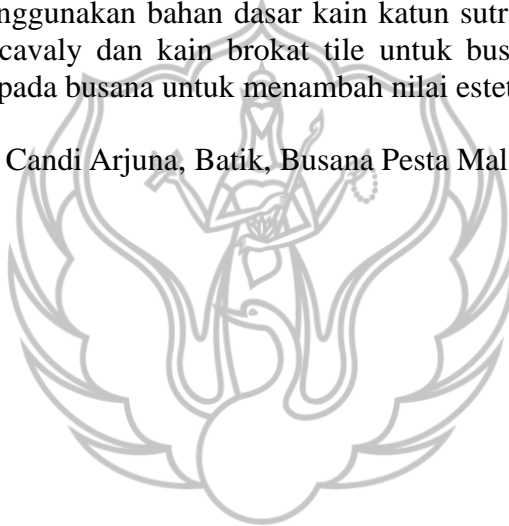 nggunakan bahan dasar kain katun sutr
cavaly dan kain brokat tile untuk bus
pada busana untuk menambah nilai estet
Candi Arjuna, Batik, Busana Pesta Mal